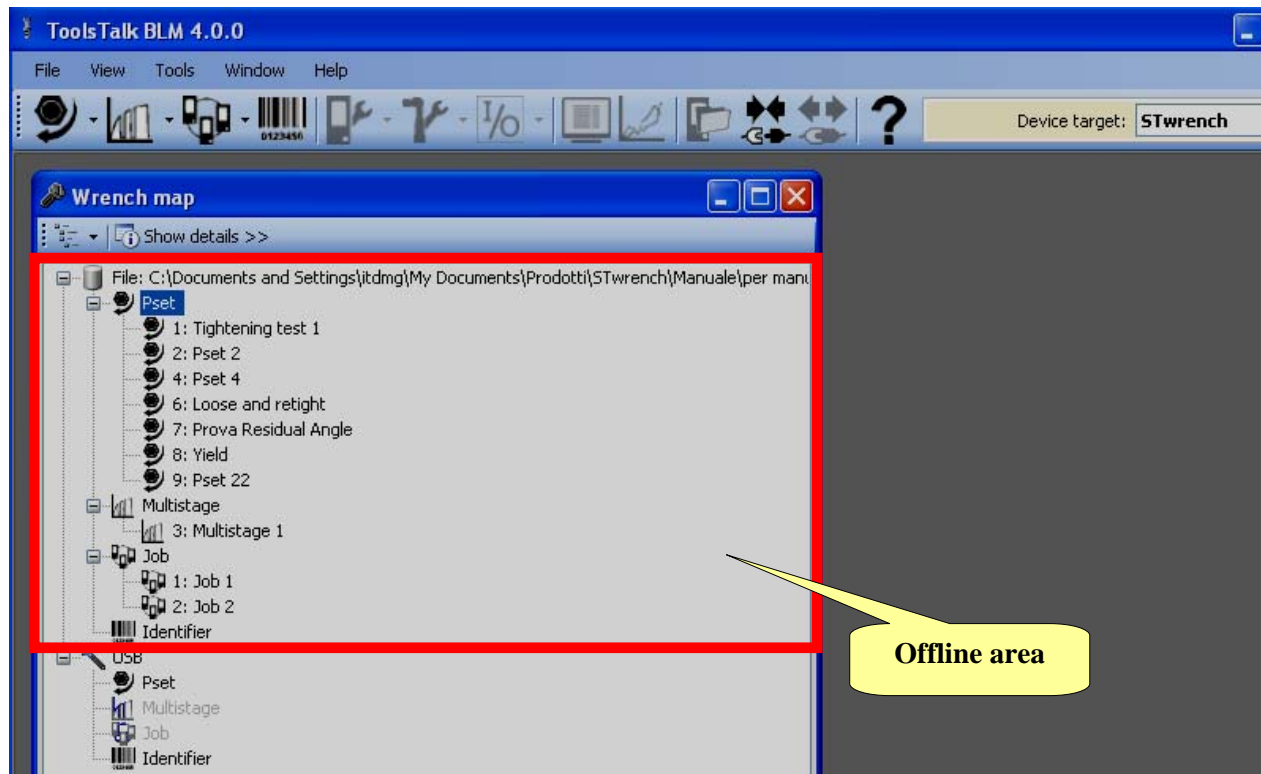 ToolsTalk BLM 4.0.0
File View Tools Window Help
0123456 I/O ? Device target: STwrench
Wrench map
Show details >>
File: C:\Documents and Settings\itdmg\My Documents\Prodotti\STwrench\Manuale\per manu
Pset
1: Tightening test 1
2: Pset 2
4: Pset 4
6: Loose and retight
7: Prova Residual Angle
8: Yield
9: Pset 22
Multistage
3: Multistage 1
Job
1: Job 1
2: Job 2
Identifier
Offline area
USB
Pset
Multistage
Job
Identifier